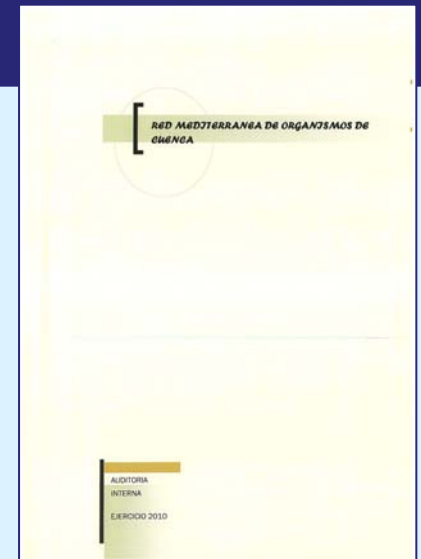 RED MEDITERRANEA DE ORGANISMOS DE
CUENCA
AUDITORIA
INTERNA
EJERCICIO 2010